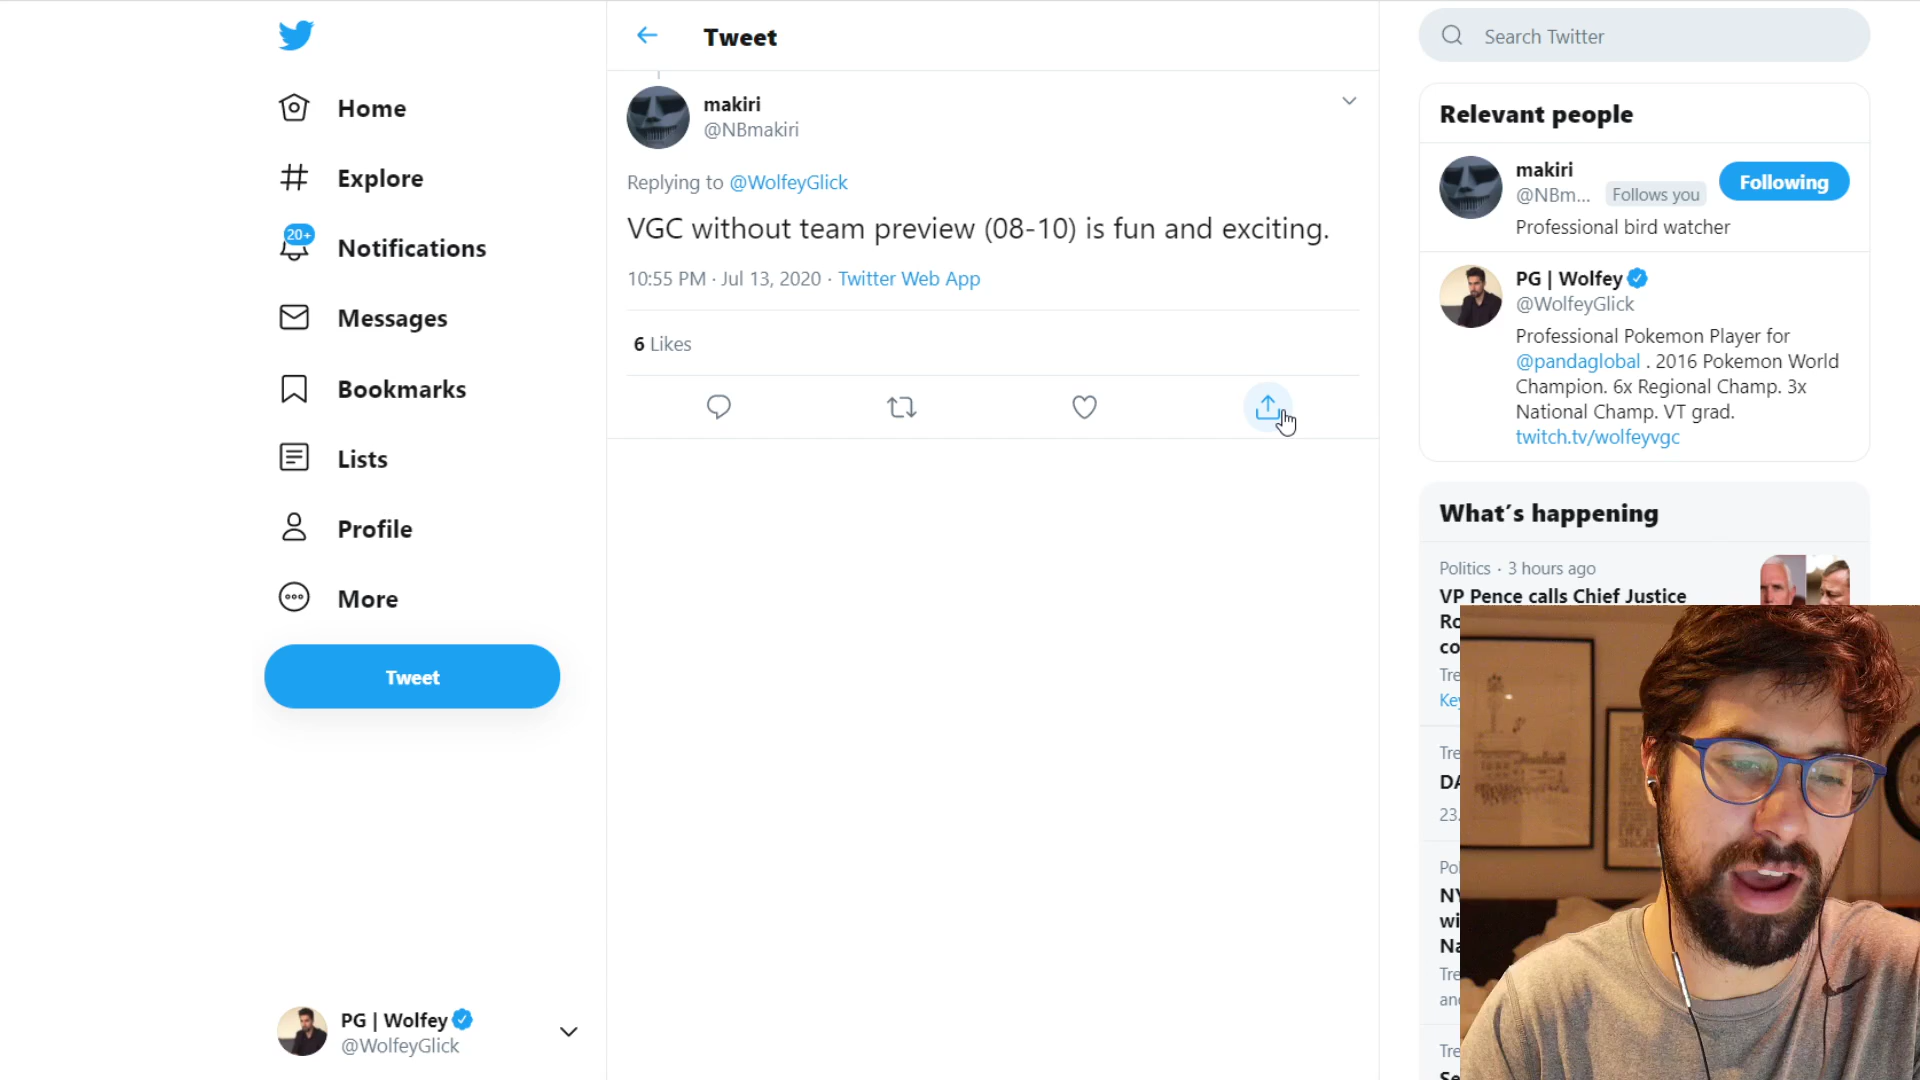 Home
Explore
20+
Notifications
Messages
Bookmarks
Lists
Profile
More
Tweet
PG | Wolfey
@WolfeyGlick
Tweet
makiri
@NBmakiri
Replying to @WolfeyGlick
VGC without team preview (08-10) is fun and exciting.
10:55 PM · Jul 13, 2020 · Twitter Web App
6 Likes
Search Twitter
Relevant people
makiri
@NBm... Follows you
Following
Professional bird watcher
PG | Wolfey
@WolfeyGlick
Professional Pokemon Player for
@pandaglobal . 2016 Pokemon World
Champion. 6x Regional Champ. 3x
National Champ. VT grad.
twitch.tv/wolfeyvgc
What's happening
Politics · 3 hours ago
VP Pence calls Chief Justice